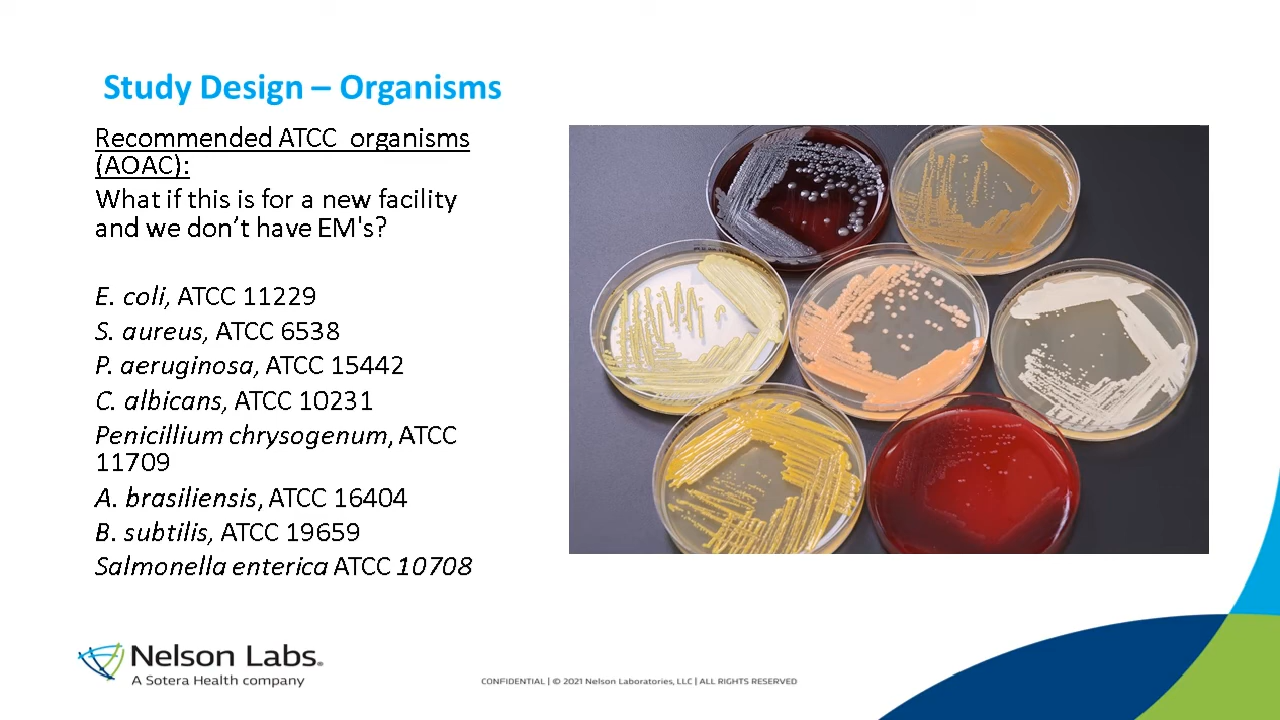 Study Design – Organisms
Recommended ATCC organisms
(AOAC):
What if this is for a new facility
and we don’t have EM's?
E. coli, ATCC 11229
S. aureus, ATCC 6538
P. aeruginosa, ATCC 15442
C. albicans, ATCC 10231
Penicillium chrysogenum, ATCC
11709
A. brasiliensis, ATCC 16404
B. subtilis, ATCC 19659
Salmonella enterica ATCC 10708
Nelson Labs®
A Sotera Health company
CONFIDENTIAL | © 2021 Nelson Laboratories, LLC | ALL RIGHTS RESERVED